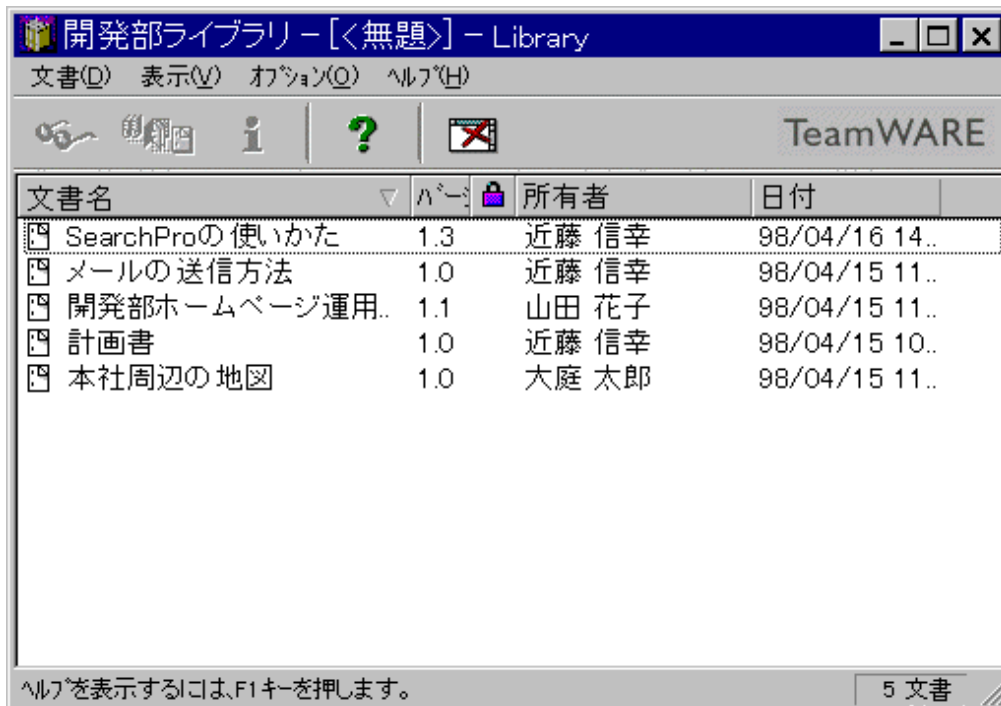 開発部ライブラリ － [<無題>] － Library
文書(D) 表示(V) ｵﾌﾟｼｮﾝ(O) ﾍﾙﾌﾟ(H)
TeamWARE
文書名 ﾊﾞｰｼ 所有者 日付
SearchProの使いかた 1.3 近藤 信幸 98/04/16 14..
メールの送信方法 1.0 近藤 信幸 98/04/15 11..
開発部ホームページ運用.. 1.1 山田 花子 98/04/15 11..
計画書 1.0 近藤 信幸 98/04/15 10..
本社周辺の地図 1.0 大庭 太郎 98/04/15 11..
ﾍﾙﾌﾟを表示するには、F1キーを押します。 5 文書